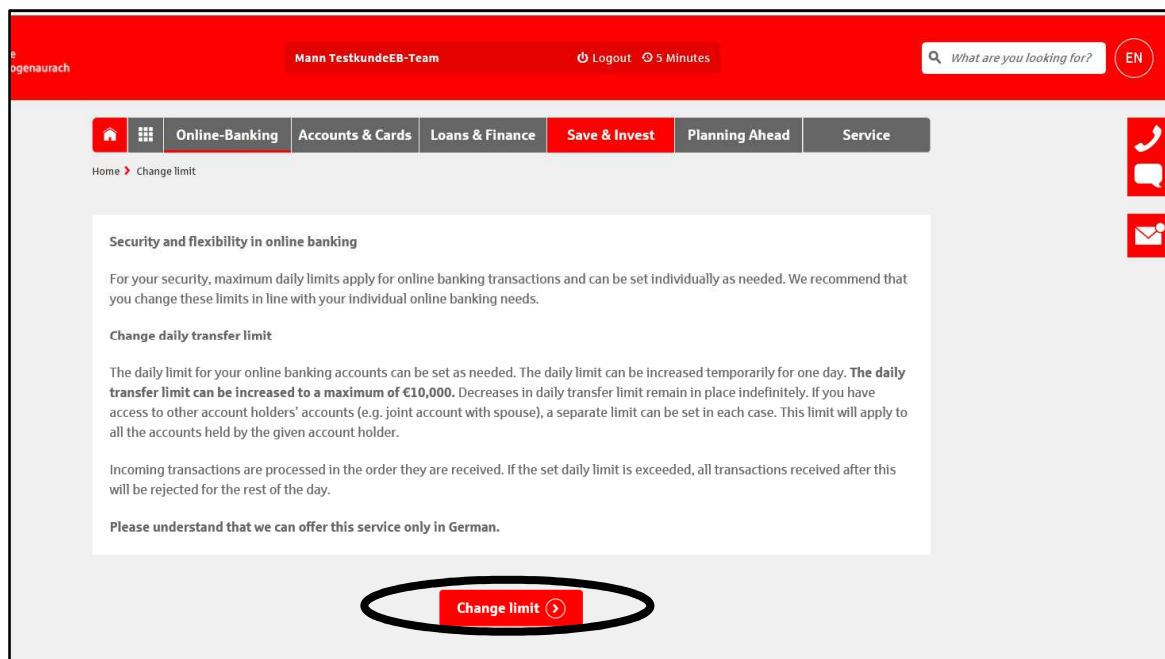 e
ogenaurach
Mann TestkundeEB-Team
Logout
5 Minutes
What are you looking for?
EN
Online-Banking
Accounts & Cards
Loans & Finance
Save & Invest
Planning Ahead
Service
Home
Change limit
Security and flexibility in online banking
For your security, maximum daily limits apply for online banking transactions and can be set individually as needed. We recommend that
you change these limits in line with your individual online banking needs.
Change daily transfer limit
The daily limit for your online banking accounts can be set as needed. The daily limit can be increased temporarily for one day. The daily
transfer limit can be increased to a maximum of €10,000. Decreases in daily transfer limit remain in place indefinitely. If you have
access to other account holders' accounts (e.g. joint account with spouse), a separate limit can be set in each case. This limit will apply to
all the accounts held by the given account holder.
Incoming transactions are processed in the order they are received. If the set daily limit is exceeded, all transactions received after this
will be rejected for the rest of the day.
Please understand that we can offer this service only in German.
Change limit